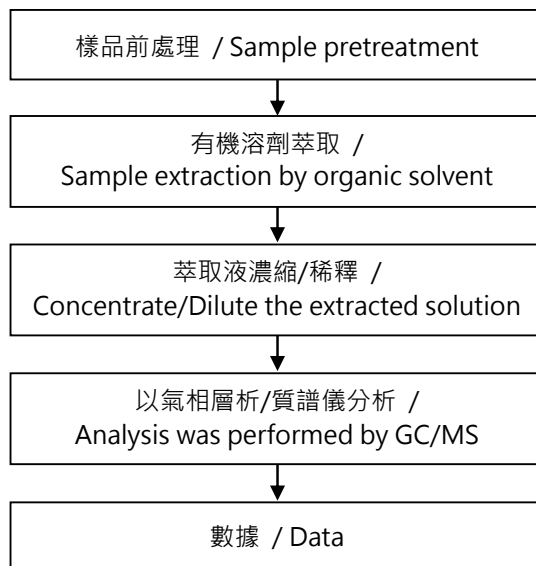 樣品前處理 / Sample pretreatment
有機溶劑萃取 /
Sample extraction by organic solvent
萃取液濃縮/稀釋 /
Concentrate/Dilute the extracted solution
以氣相層析/質譜儀分析 /
Analysis was performed by GC/MS
數據 / Data